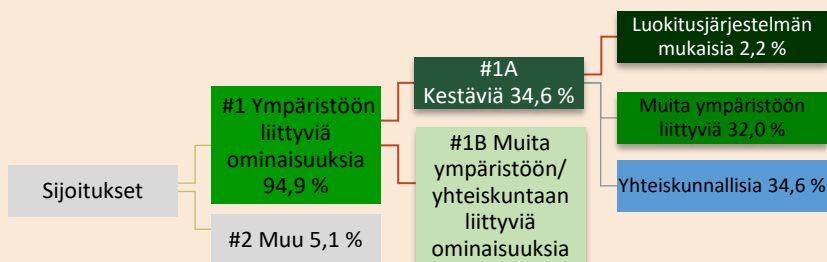 Sijoitukset
#1 Ympäristöön
liittyviä
ominaisuuksia
94,9 %
#2 Muu 5,1 %
#1A
Kestäviä 34,6 %
#1B Muita
ympäristöön/
yhteiskuntaan
liittyviä
ominaisuuksia
Luokitusjärjestelmän
mukaisia 2,2 %
Muita ympäristöön
liittyviä 32,0 %
Yhteiskunnallisia 34,6 %